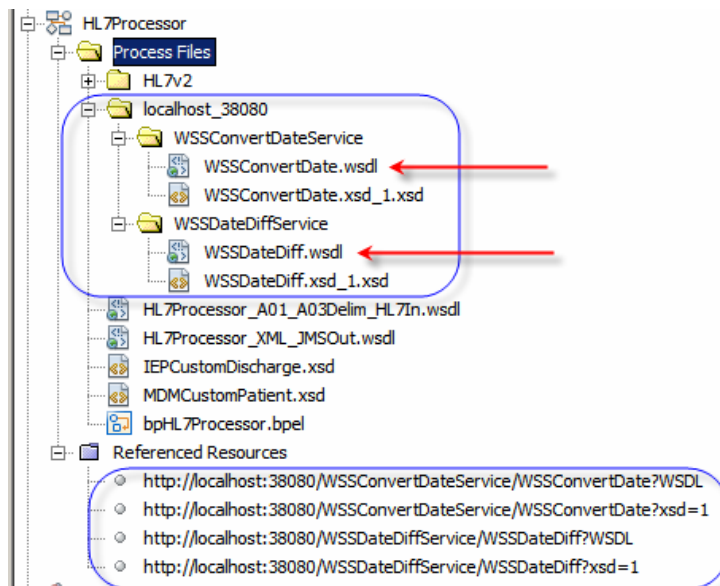 HL7Processor
Process Files
HL7v2
localhost_38080
WSSConvertDateService
WSSConvertDate.wsdl
WSSConvertDate.xsd_1.xsd
WSSDateDiffService
WSSDateDiff.wsdl
WSSDateDiff.xsd_1.xsd
HL7Processor_A01_A03Delim_HL7In.wsdl
HL7Processor_XML_JMSOut.wsdl
IEPCustomDischarge.xsd
MDMCustomPatient.xsd
bpHL7Processor.bpel
Referenced Resources
http://localhost:38080/WSSConvertDateService/WSSConvertDate?WSDL
http://localhost:38080/WSSConvertDateService/WSSConvertDate?xsd=1
http://localhost:38080/WSSDateDiffService/WSSDateDiff?WSDL
http://localhost:38080/WSSDateDiffService/WSSDateDiff?xsd=1